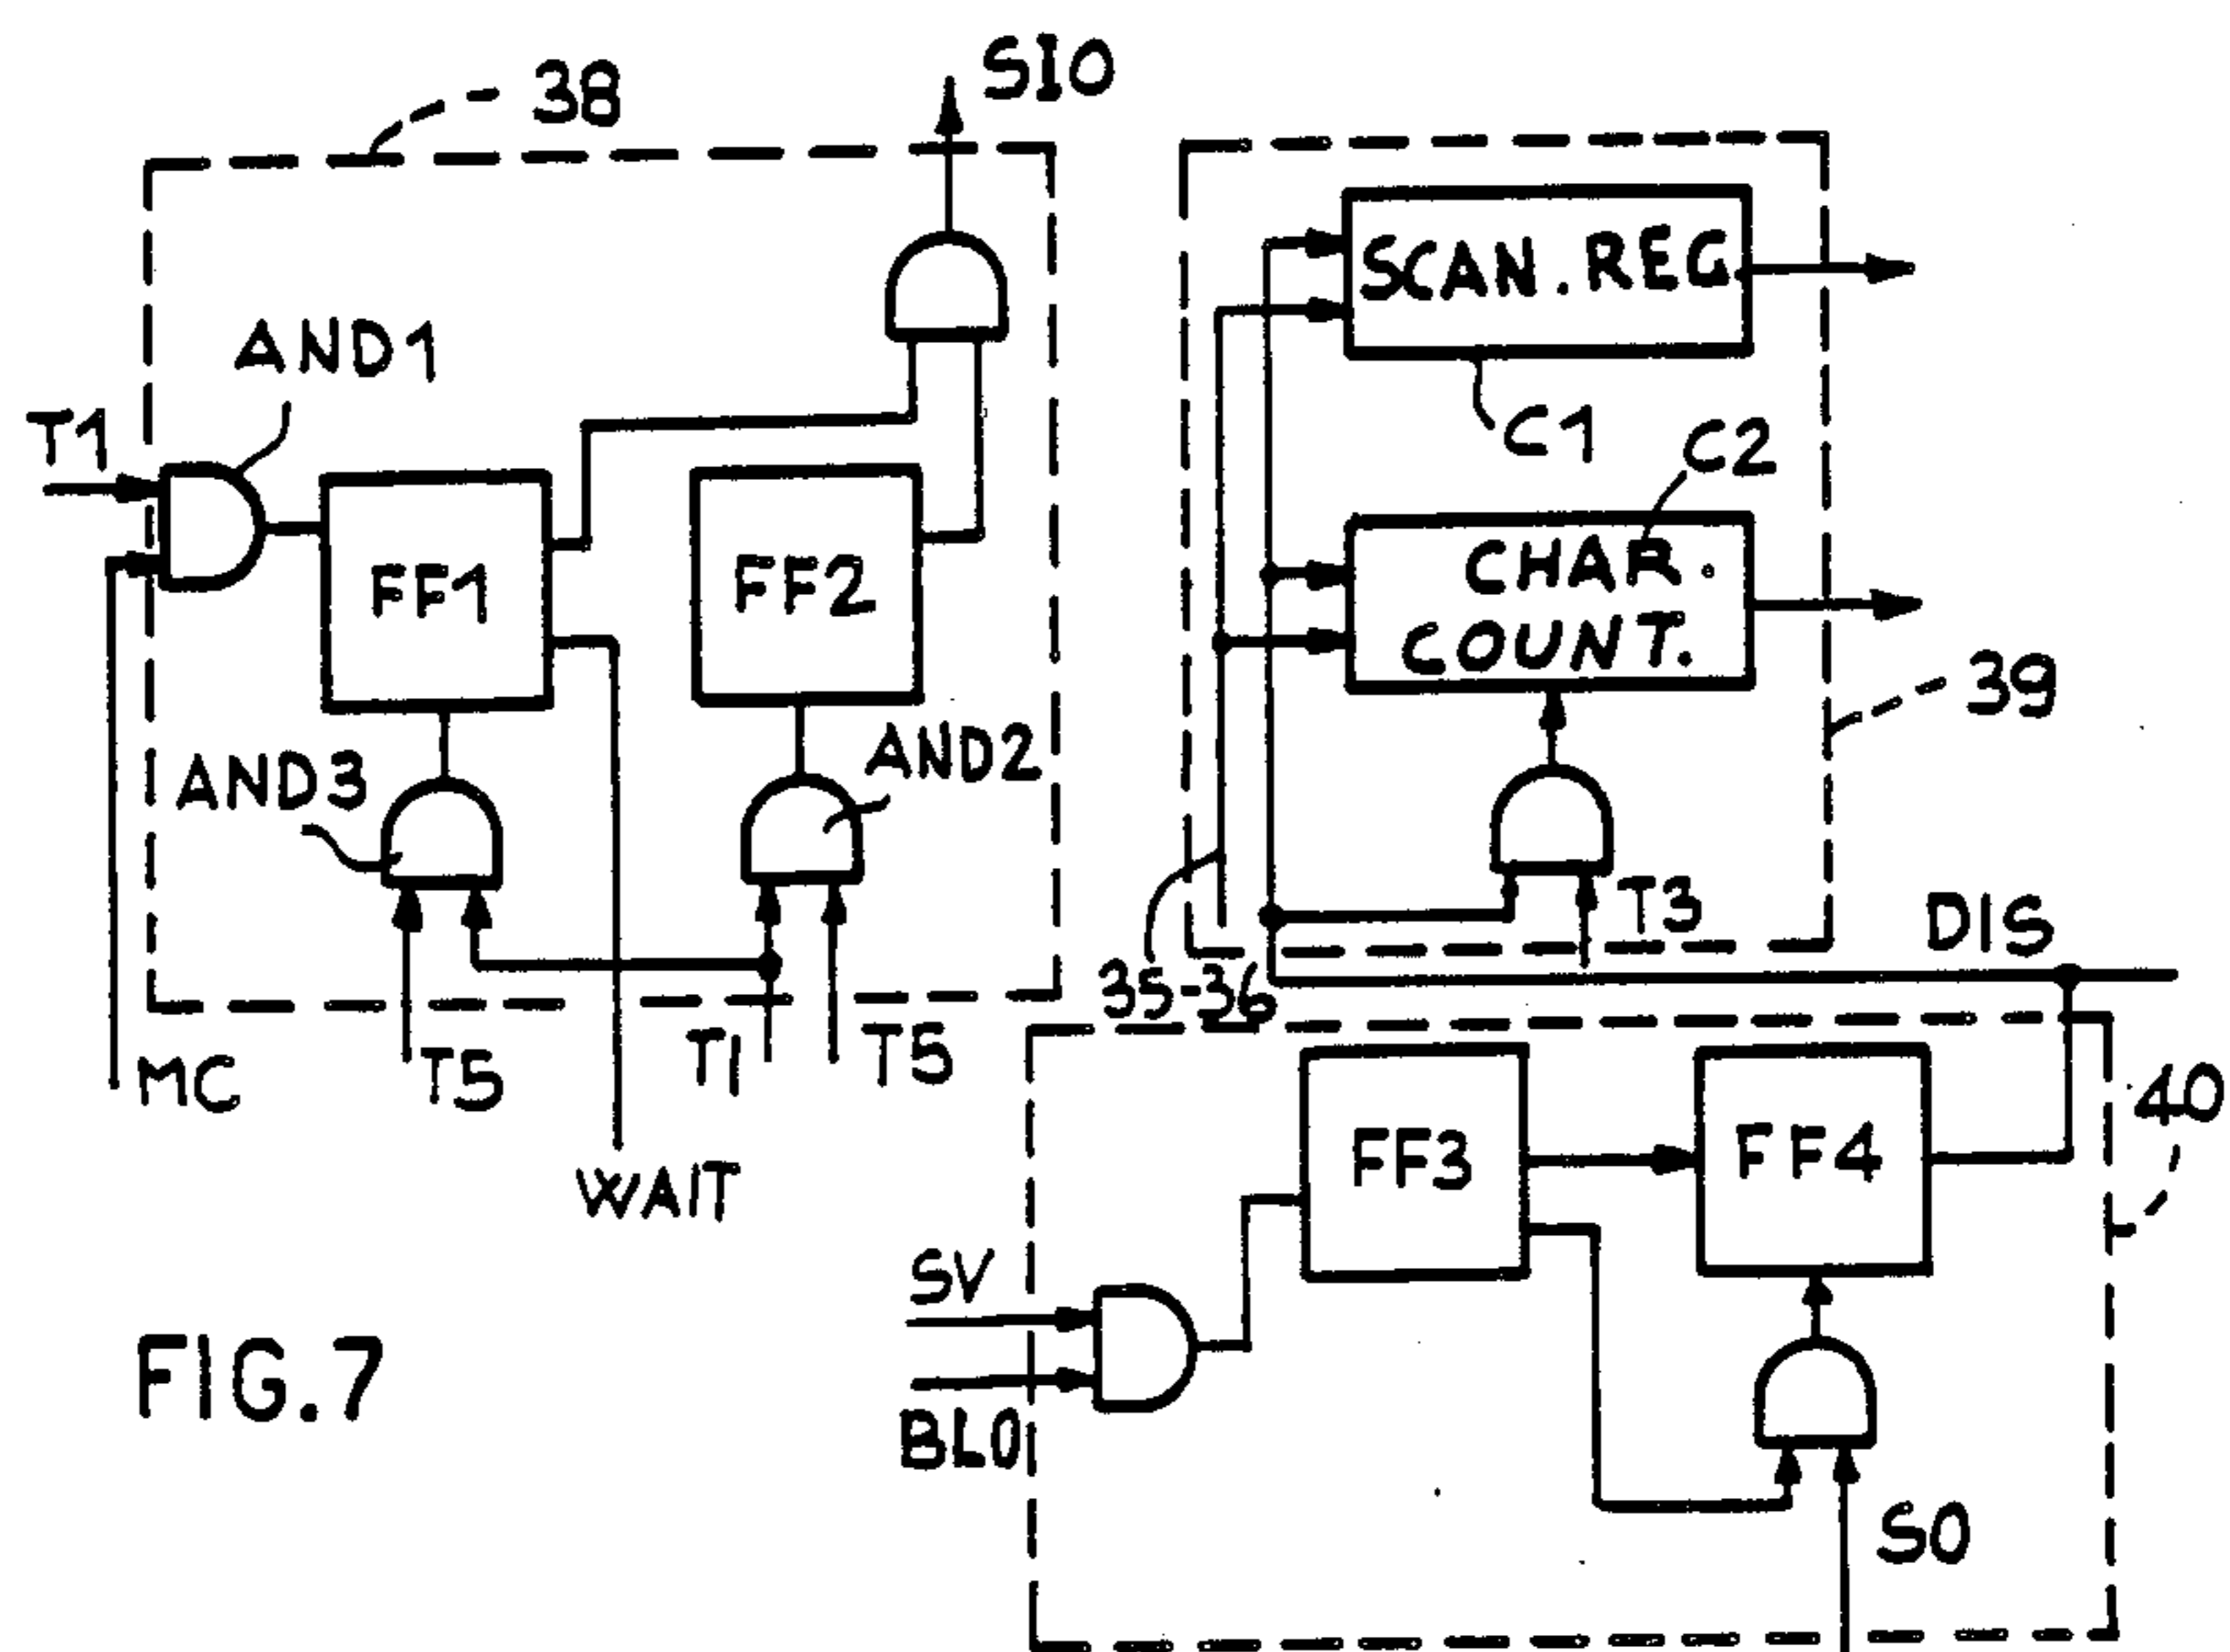 38
SIO
SCAN.REG.
AND1
C1
T1
C2
FF1
FF2
CHAR.
COUNT.
39
AND3
AND2
T3
DIS
35-36
MC
T5
T1
T5
40
WAIT
FF3
FF4
SV
BLO
SO
FIG.7